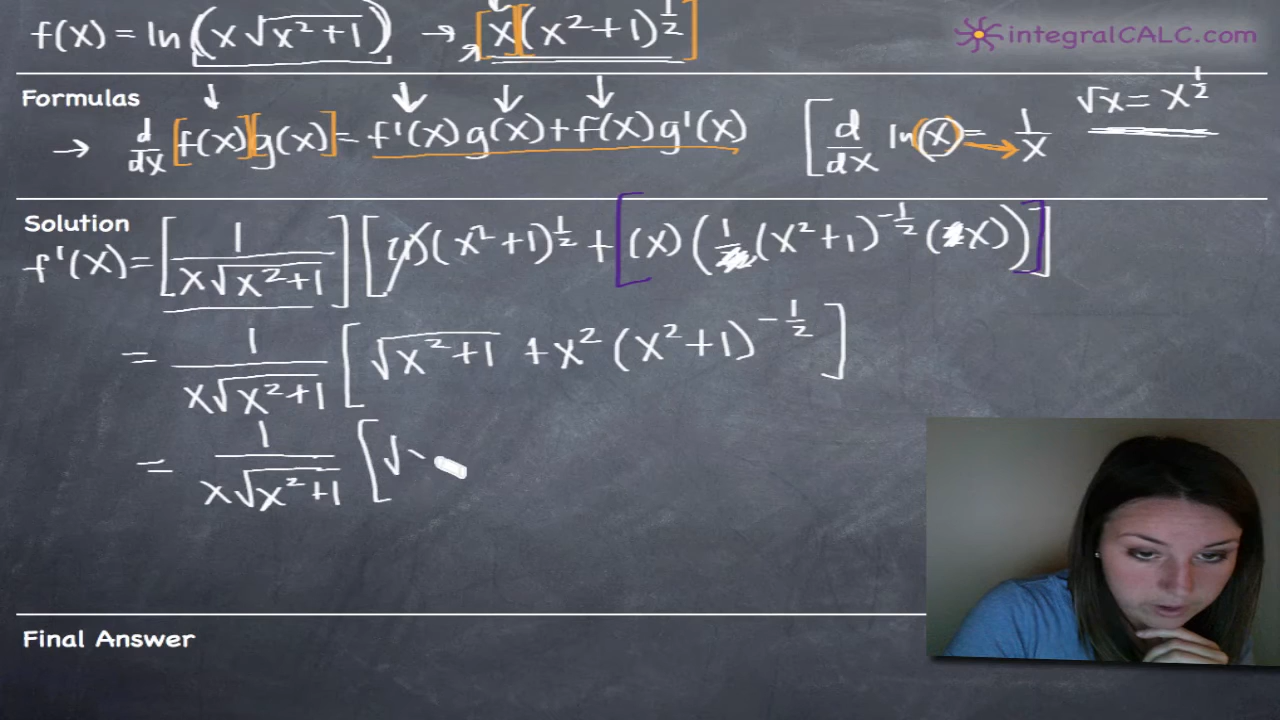 f(x) = ln(x√x²+1) → [x(x²+1)^½]
integralCALC.com
Formulas
→ d/dx [f(x)][g(x)] = f'(x)g(x)+f(x)g'(x) [d/dx ln(x) = 1/x √x = x^½
Solution
f'(x) = [1/(x√x²+1)] [(1)(x²+1)^½ + [(x)(½(x²+1)^-½(2x))]]
= 1/(x√x²+1) [√x²+1 + x²(x²+1)^-½]
= 1/(x√x²+1) [√
Final Answer